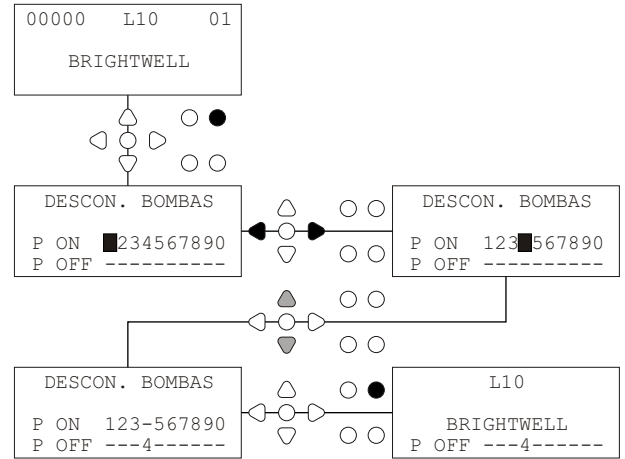 00000 L10 01
BRIGHTWELL
DESCON. BOMBAS
P ON 234567890
P OFF ----------
DESCON. BOMBAS
P ON 123 567890
P OFF ----------
DESCON. BOMBAS
P ON 123-567890
P OFF ---4------
L10
BRIGHTWELL
P OFF ---4------